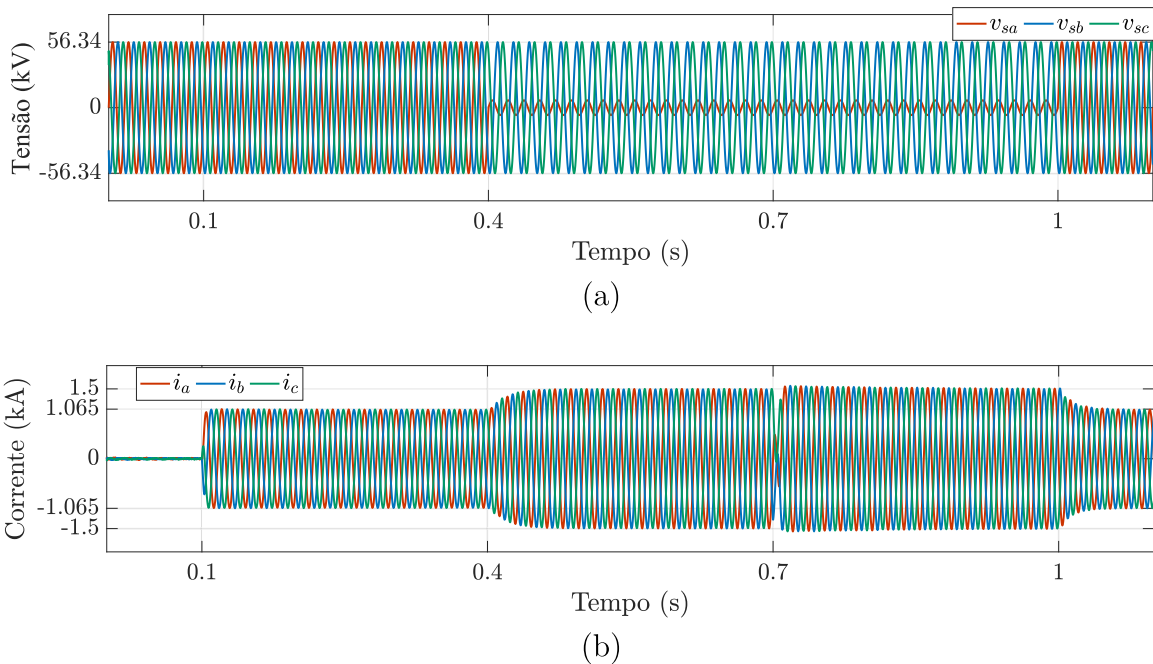 v_sa v_sb v_sc
Tensão (kV)
56.34
0
-56.34
0.1 0.4 0.7 1
Tempo (s)
(a)
i_a i_b i_c
Corrente (kA)
1.5
1.065
0
-1.065
-1.5
0.1 0.4 0.7 1
Tempo (s)
(b)